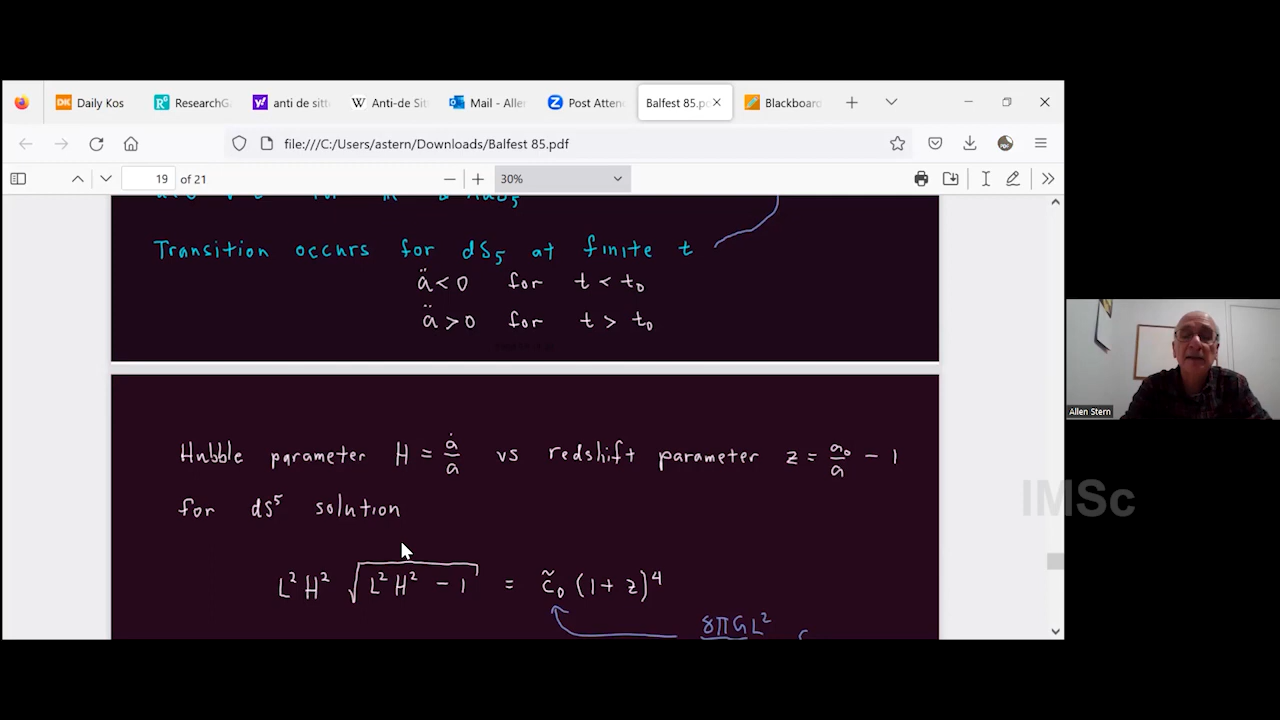 Daily Kos
ResearchG
anti de sitt
Anti-de Sit
Mail - Alle
Post Atten
Balfest 85.p
Blackboard
file:///C:/Users/astern/Downloads/Balfest 85.pdf
19 of 21
30%
Transition occurs for dS₅ at finite t
ä < 0 for t < t₀
ä > 0 for t > t₀
Hubble parameter H = ȧ/a vs redshift parameter z = a₀/a - 1
for dS⁵ solution
L²H² √(L²H² - 1) = c̃₀ (1 + z)⁴
8πGL²
Allen Stern
IMSc